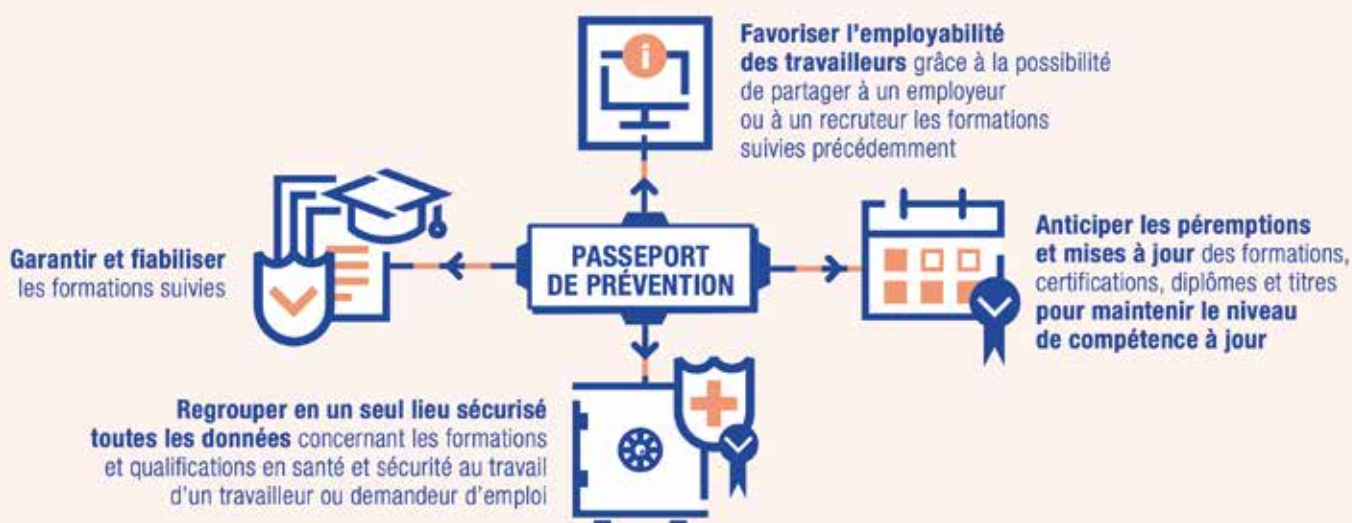 Favoriser l'employabilité
des travailleurs grâce à la possibilité
de partager à un employeur
ou à un recruteur les formations
suivies précédemment
Garantir et fiabiliser
les formations suivies
PASSEPORT
DE PRÉVENTION
Anticiper les péremptions
et mises à jour des formations,
certifications, diplômes et titres
pour maintenir le niveau
de compétence à jour
Regrouper en un seul lieu sécurisé
toutes les données concernant les formations
et qualifications en santé et sécurité au travail
d'un travailleur ou demandeur d'emploi